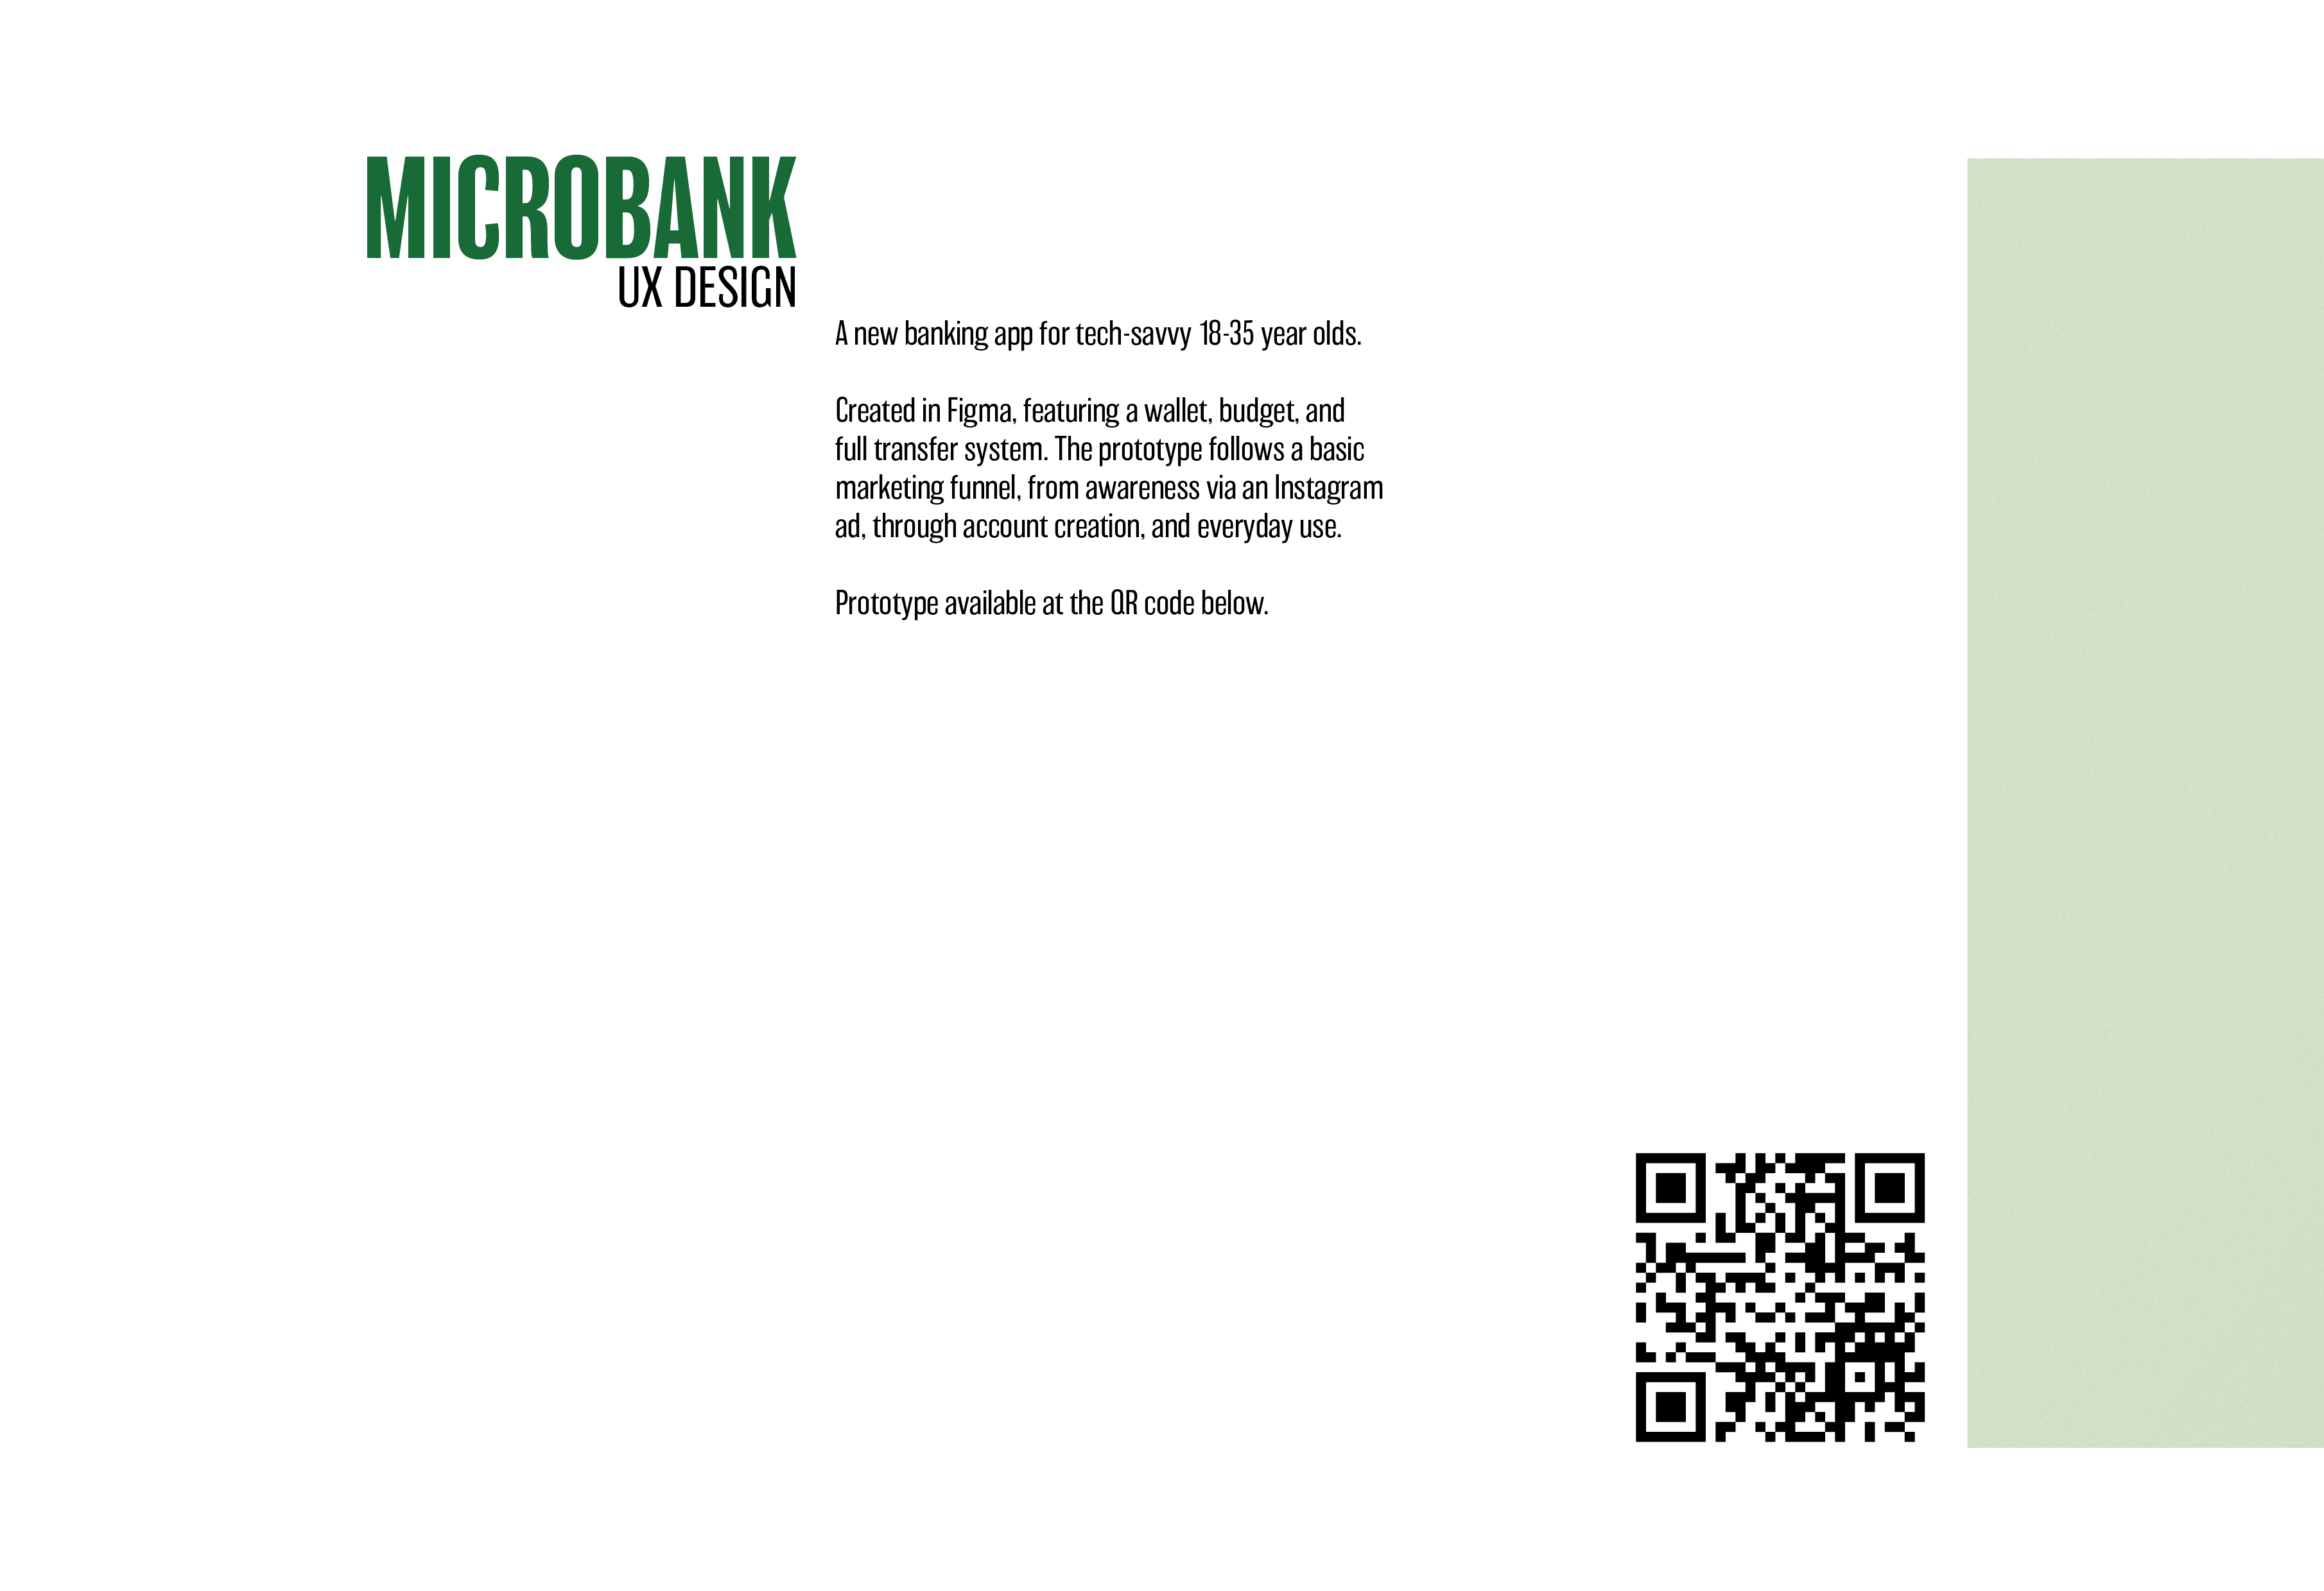 MICROBANK
UX DESIGN
A new banking app for tech-savvy 18-35 year olds.
Created in Figma, featuring a wallet, budget, and
full transfer system. The prototype follows a basic
marketing funnel, from awareness via an Instagram
ad, through account creation, and everyday use.
Prototype available at the QR code below.